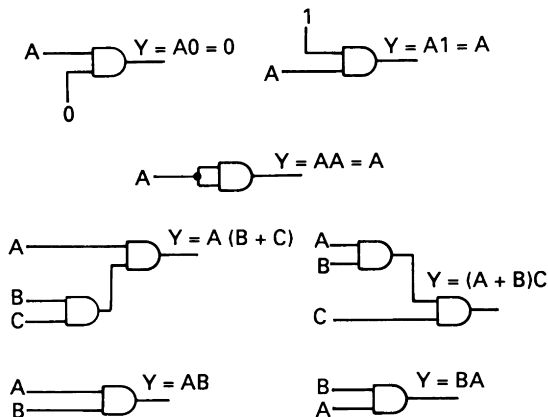 1
A
Y = A0 = 0
0
Y = A1 = A
A
A
Y = AA = A
A
Y = A (B + C)
B
C
A
B
Y = (A + B)C
C
A
B
Y = AB
B
A
Y = BA